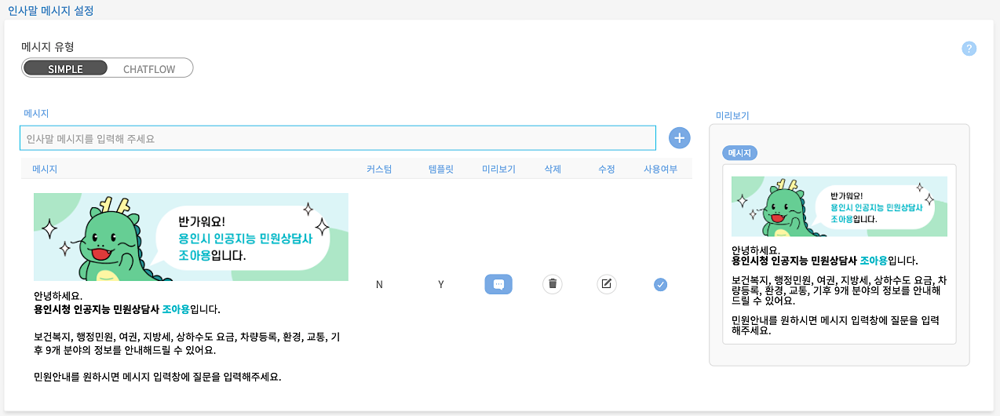 인사말 메시지 설정
메시지 유형
?
SIMPLE CHATFLOW
메시지
인사말 메시지를 입력해 주세요
메시지 커스텀 템플릿 미리보기 삭제 수정 사용여부
반가워요!
용인시 인공지능 민원상담사
조아용입니다.
N Y
안녕하세요.
용인시청 인공지능 민원상담사 조아용입니다.
보건복지, 행정민원, 여권, 지방세, 상하수도 요금, 차량등록, 환경, 교통, 기
후 9개 분야의 정보를 안내해드릴 수 있어요.
민원안내를 원하시면 메시지 입력창에 질문을 입력해주세요.
미리보기
메시지
반가워요!
용인시 인공지능 민원상담사
조아용입니다.
안녕하세요.
용인시청 인공지능 민원상담사 조아용입니다.
보건복지, 행정민원, 여권, 지방세, 상하수도 요금, 차
량등록, 환경, 교통, 기후 9개 분야의 정보를 안내해
드릴 수 있어요.
민원안내를 원하시면 메시지 입력창에 질문을 입력
해주세요.